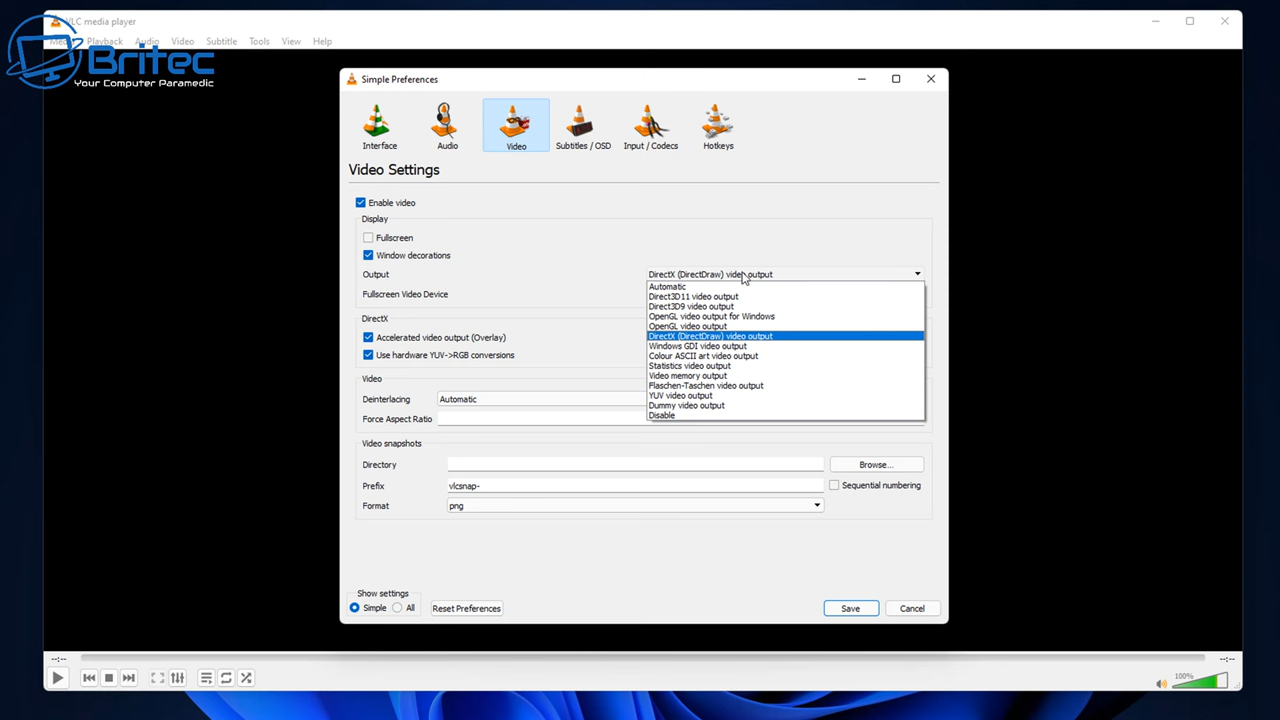 VLC media player
Media Playback Audio Video Subtitle Tools View Help
Britec
Your Computer Paramedic
Simple Preferences
Interface Audio Video Subtitles / OSD Input / Codecs Hotkeys
Video Settings
Enable video
Display
Fullscreen
Window decorations
Output DirectX (DirectDraw) video output
Automatic
Direct3D11 video output
Direct3D9 video output
OpenGL video output for Windows
OpenGL video output
DirectX (DirectDraw) video output
Windows GDI video output
Colour ASCII art video output
Statistics video output
Video memory output
Flaschen-Taschen video output
YUV video output
Dummy video output
Disable
Fullscreen Video Device
DirectX
Accelerated video output (Overlay)
Use hardware YUV->RGB conversions
Video
Deinterlacing Automatic
Force Aspect Ratio
Video snapshots
Directory Browse...
Prefix vlcsnap- Sequential numbering
Format png
Show settings
Simple All Reset Preferences Save Cancel
--:-- --:--
100%